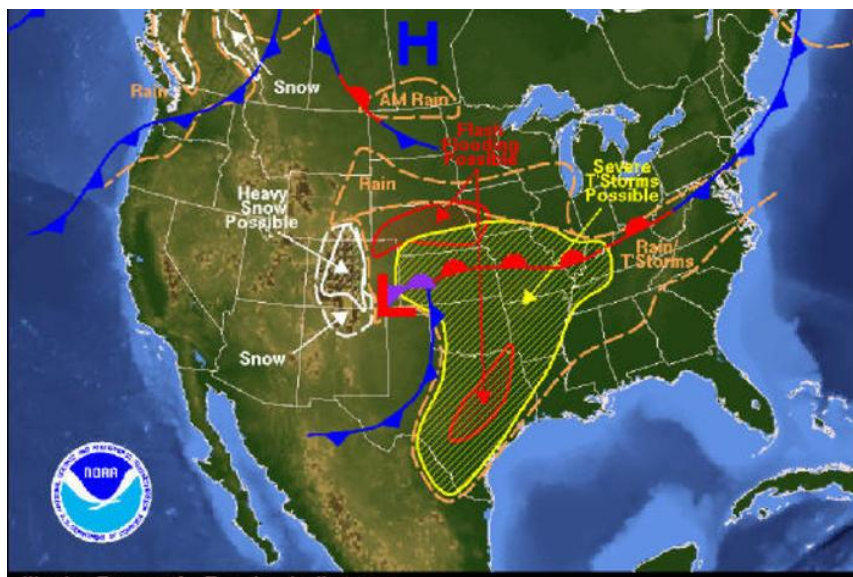 H
Snow
Rain
AM Rain
Flash
Flooding
Possible
Severe
T Storms
Possible
Rain
Heavy
Snow
Possible
Rain/
T Storms
L
Snow
NOAA